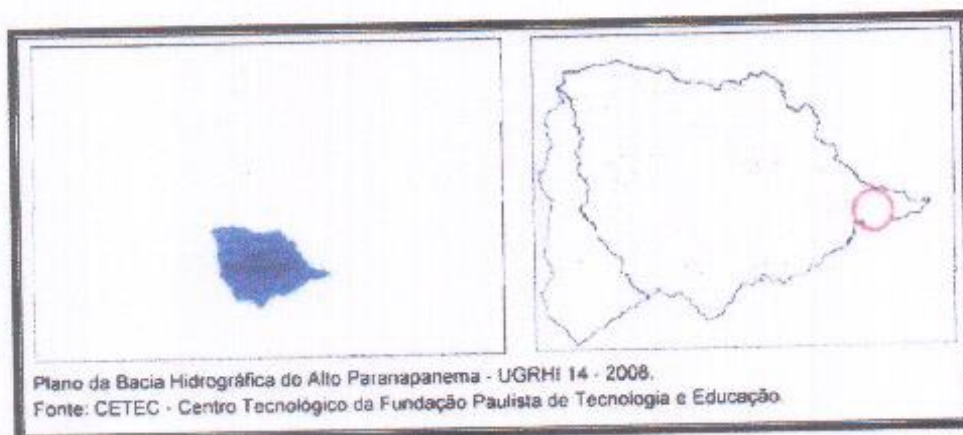 Plano da Bacia Hidrográfica do Alto Paranapanema - UGRHI 14 - 2008.
Fonte: CETEC - Centro Tecnológico da Fundação Paulista de Tecnologia e Educação.